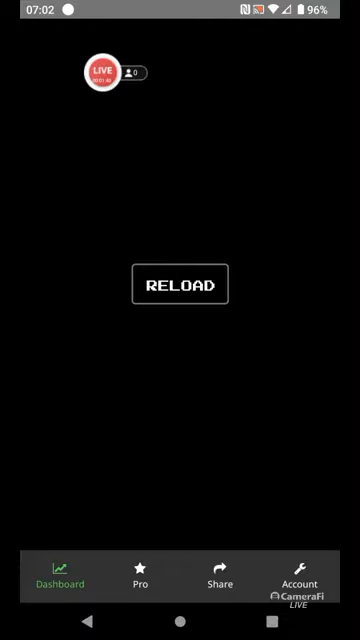 07:02
96%
LIVE
0
RELOAD
Dashboard
Pro
Share
Account
CameraFi
LIVE